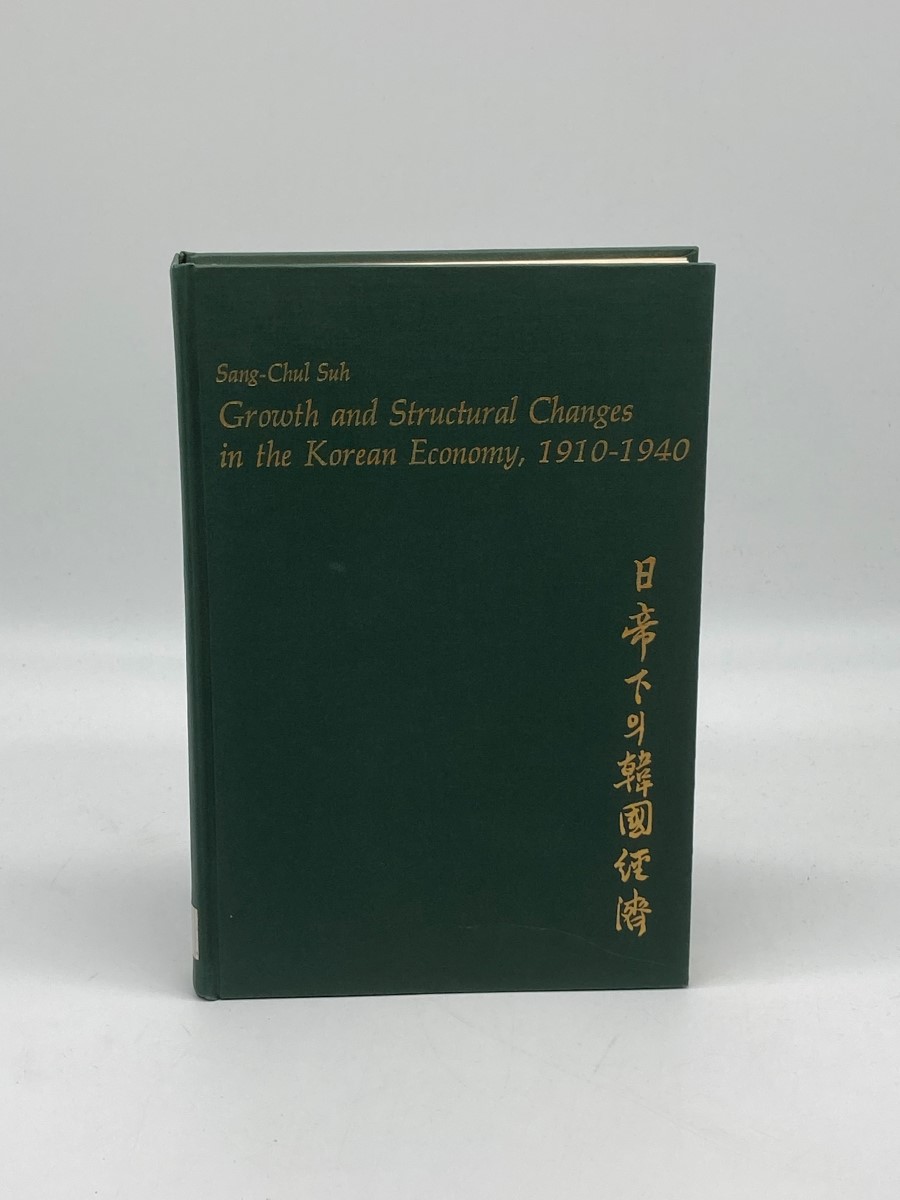 Sang-Chul Suh
Growth and Structural Changes
in the Korean Economy, 1910-1940
日帝下의韓國經濟